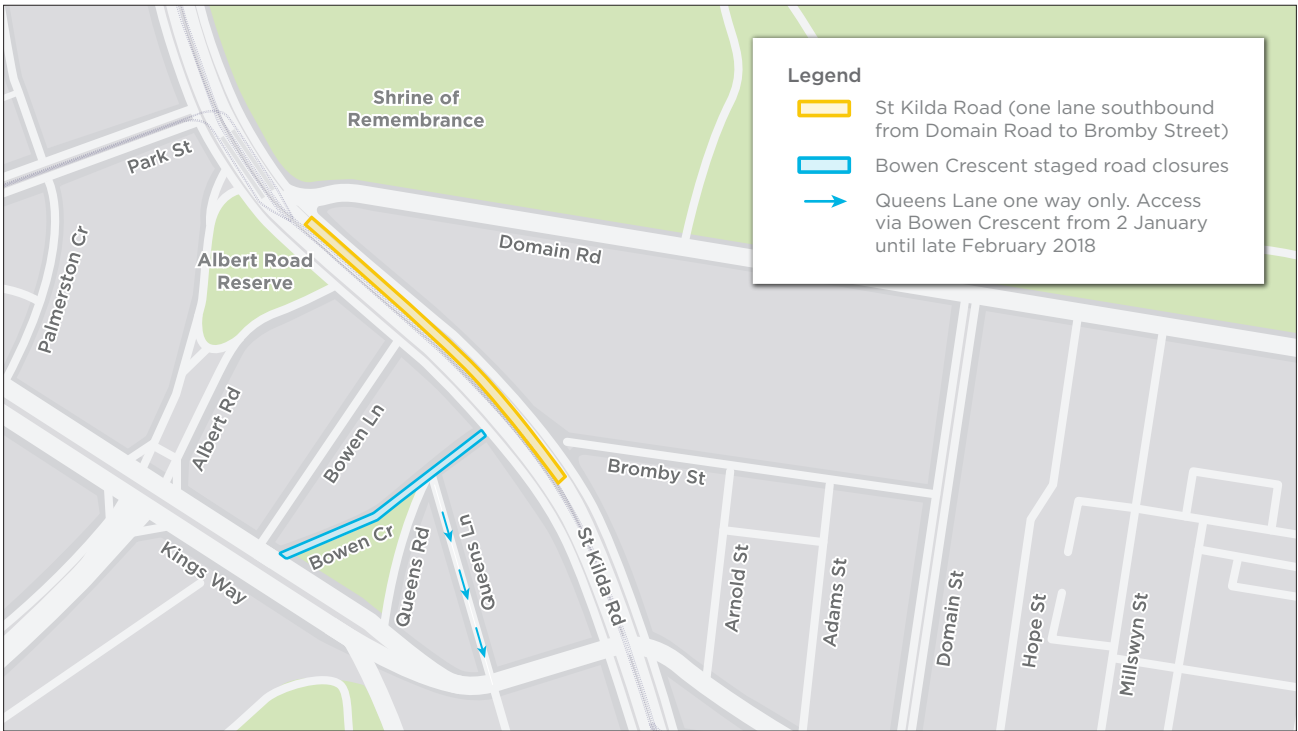 Shrine of
Remembrance
Legend
St Kilda Road (one lane southbound
from Domain Road to Bromby Street)
Bowen Crescent staged road closures
Queens Lane one way only. Access
via Bowen Crescent from 2 January
until late February 2018
Park St
Palmerston Cr
Albert Road
Reserve
Domain Rd
Albert Rd
Bowen Ln
Bromby St
Bowen Cr
Queens Rd
Queens Ln
St Kilda Rd
Kings Way
Arnold St
Adams St
Domain St
Hope St
Millswyn St